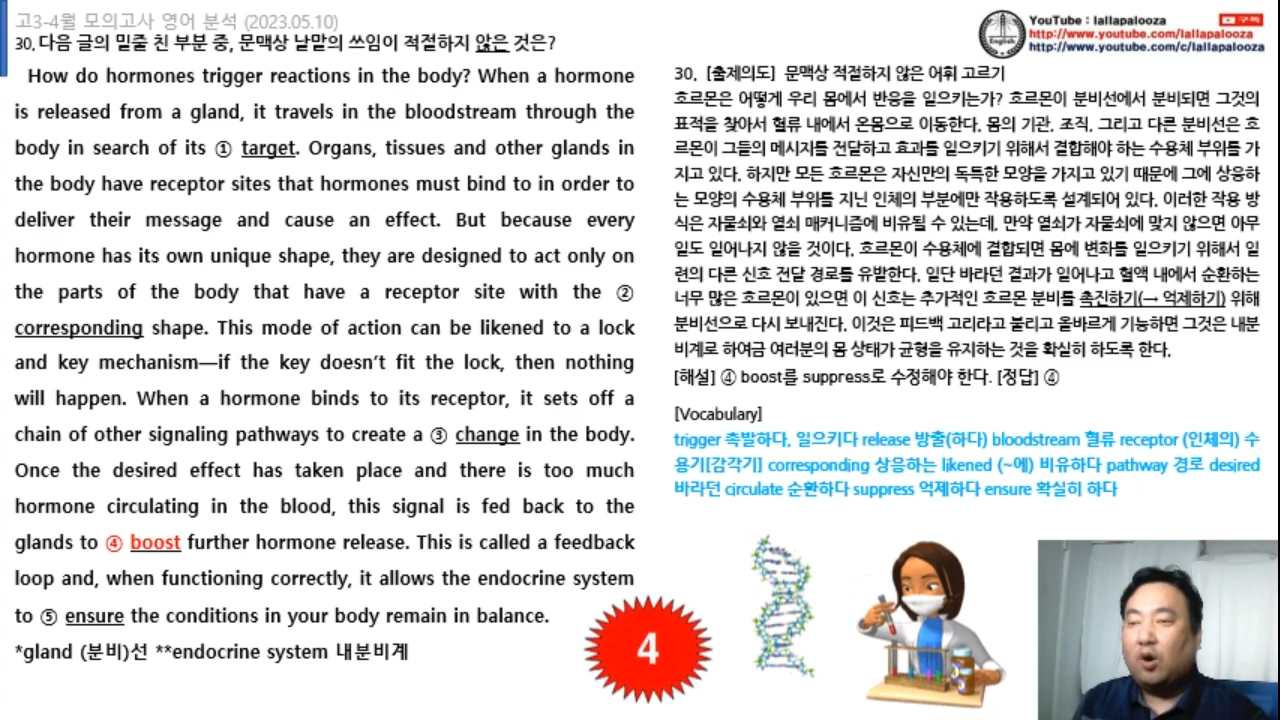 고3-4월 모의고사 영어 분석 (2023.05.10)
30. 다음 글의 밑줄 친 부분 중, 문맥상 낱말의 쓰임이 적절하지 않은 것은?
How do hormones trigger reactions in the body? When a hormone
is released from a gland, it travels in the bloodstream through the
body in search of its ① target. Organs, tissues and other glands in
the body have receptor sites that hormones must bind to in order to
deliver their message and cause an effect. But because every
hormone has its own unique shape, they are designed to act only on
the parts of the body that have a receptor site with the ②
corresponding shape. This mode of action can be likened to a lock
and key mechanism—if the key doesn't fit the lock, then nothing
will happen. When a hormone binds to its receptor, it sets off a
chain of other signaling pathways to create a ③ change in the body.
Once the desired effect has taken place and there is too much
hormone circulating in the blood, this signal is fed back to the
glands to ④ boost further hormone release. This is called a feedback
loop and, when functioning correctly, it allows the endocrine system
to ⑤ ensure the conditions in your body remain in balance.
*gland (분비)선 **endocrine system 내분비계
4
English
YouTube : lallapalooza
구독
http://www.youtube.com/lallapalooza
http://www.youtube.com/c/lallapalooza
30. [출제의도] 문맥상 적절하지 않은 어휘 고르기
호르몬은 어떻게 우리 몸에서 반응을 일으키는가? 호르몬이 분비선에서 분비되면 그것의
표적을 찾아서 혈류 내에서 온몸으로 이동한다. 몸의 기관, 조직, 그리고 다른 분비선은 호
르몬이 그들의 메시지를 전달하고 효과를 일으키기 위해서 결합해야 하는 수용체 부위를 가
지고 있다. 하지만 모든 호르몬은 자신만의 독특한 모양을 가지고 있기 때문에 그에 상응하
는 모양의 수용체 부위를 지닌 인체의 부분에만 작용하도록 설계되어 있다. 이러한 작용 방
식은 자물쇠와 열쇠 매커니즘에 비유될 수 있는데, 만약 열쇠가 자물쇠에 맞지 않으면 아무
일도 일어나지 않을 것이다. 호르몬이 수용체에 결합되면 몸에 변화를 일으키기 위해서 일
련의 다른 신호 전달 경로를 유발한다. 일단 바라던 결과가 일어나고 혈액 내에서 순환하는
너무 많은 호르몬이 있으면 이 신호는 추가적인 호르몬 분비를 촉진하기(→ 억제하기) 위해
분비선으로 다시 보내진다. 이것은 피드백 고리라고 불리고 올바르게 기능하면 그것은 내분
비계로 하여금 여러분의 몸 상태가 균형을 유지하는 것을 확실히 하도록 한다.
[해설] ④ boost를 suppress로 수정해야 한다. [정답] ④
[Vocabulary]
trigger 촉발하다, 일으키다 release 방출(하다) bloodstream 혈류 receptor (인체의) 수
용기[감각기] corresponding 상응하는 likened (~에) 비유하다 pathway 경로 desired
바라던 circulate 순환하다 suppress 억제하다 ensure 확실히 하다